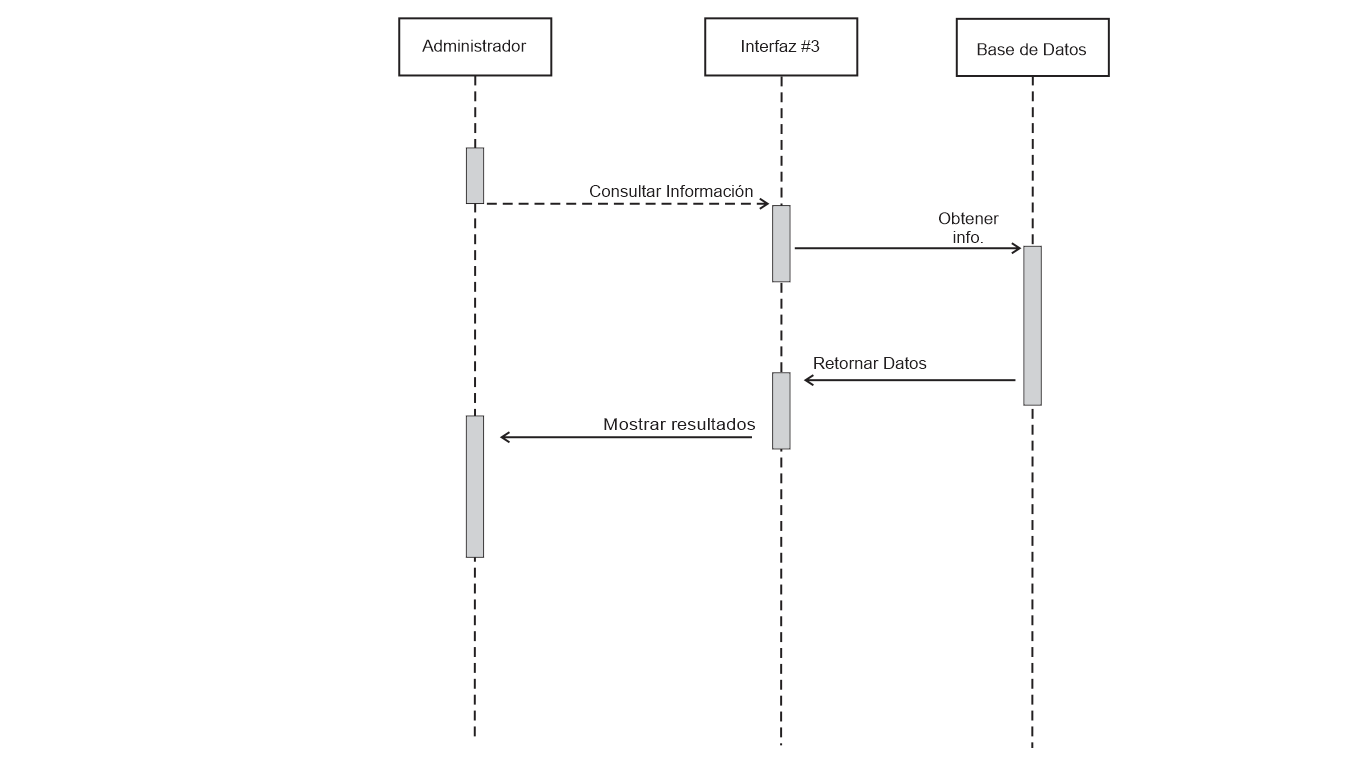 Administrador
Interfaz #3
Base de Datos
Consultar Información
Obtener
info.
Retornar Datos
Mostrar resultados